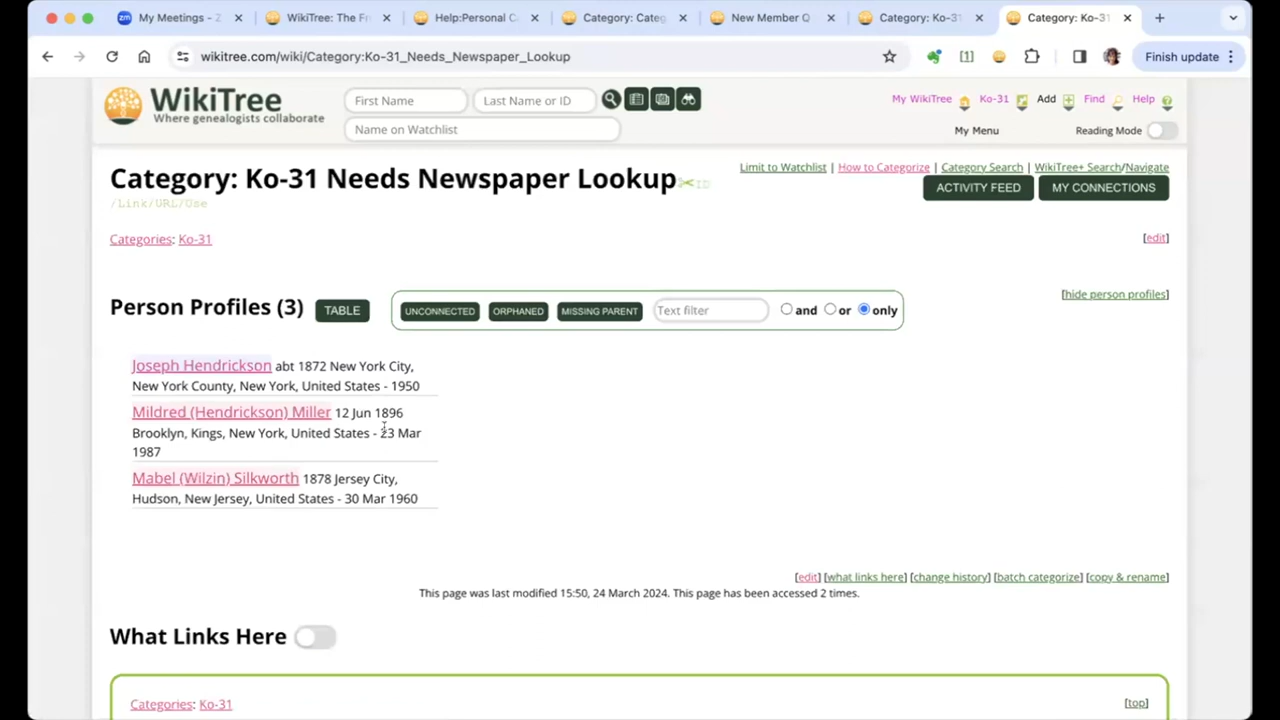 My Meetings - Z
WikiTree: The Fr
Help:Personal C
Category: Categ
New Member Q
Category: Ko-31
Category: Ko-31
wikitree.com/wiki/Category:Ko-31_Needs_Newspaper_Lookup
[1]
Finish update
WikiTree
Where genealogists collaborate
First Name
Last Name or ID
Name on Watchlist
My WikiTree
Ko-31
Add
Find
Help
My Menu
Reading Mode
Limit to Watchlist | How to Categorize | Category Search | WikiTree+ Search/Navigate
Category: Ko-31 Needs Newspaper Lookup
ID
ACTIVITY FEED
MY CONNECTIONS
/Link/URL/Use
Categories: Ko-31
[edit]
[hide person profiles]
Person Profiles (3)
TABLE
UNCONNECTED
ORPHANED
MISSING PARENT
Text filter
and
or
only
Joseph Hendrickson abt 1872 New York City,
New York County, New York, United States - 1950
Mildred (Hendrickson) Miller 12 Jun 1896
Brooklyn, Kings, New York, United States - 23 Mar
1987
Mabel (Wilzin) Silkworth 1878 Jersey City,
Hudson, New Jersey, United States - 30 Mar 1960
[edit] [what links here] [change history] [batch categorize] [copy & rename]
This page was last modified 15:50, 24 March 2024. This page has been accessed 2 times.
What Links Here
Categories: Ko-31
[top]